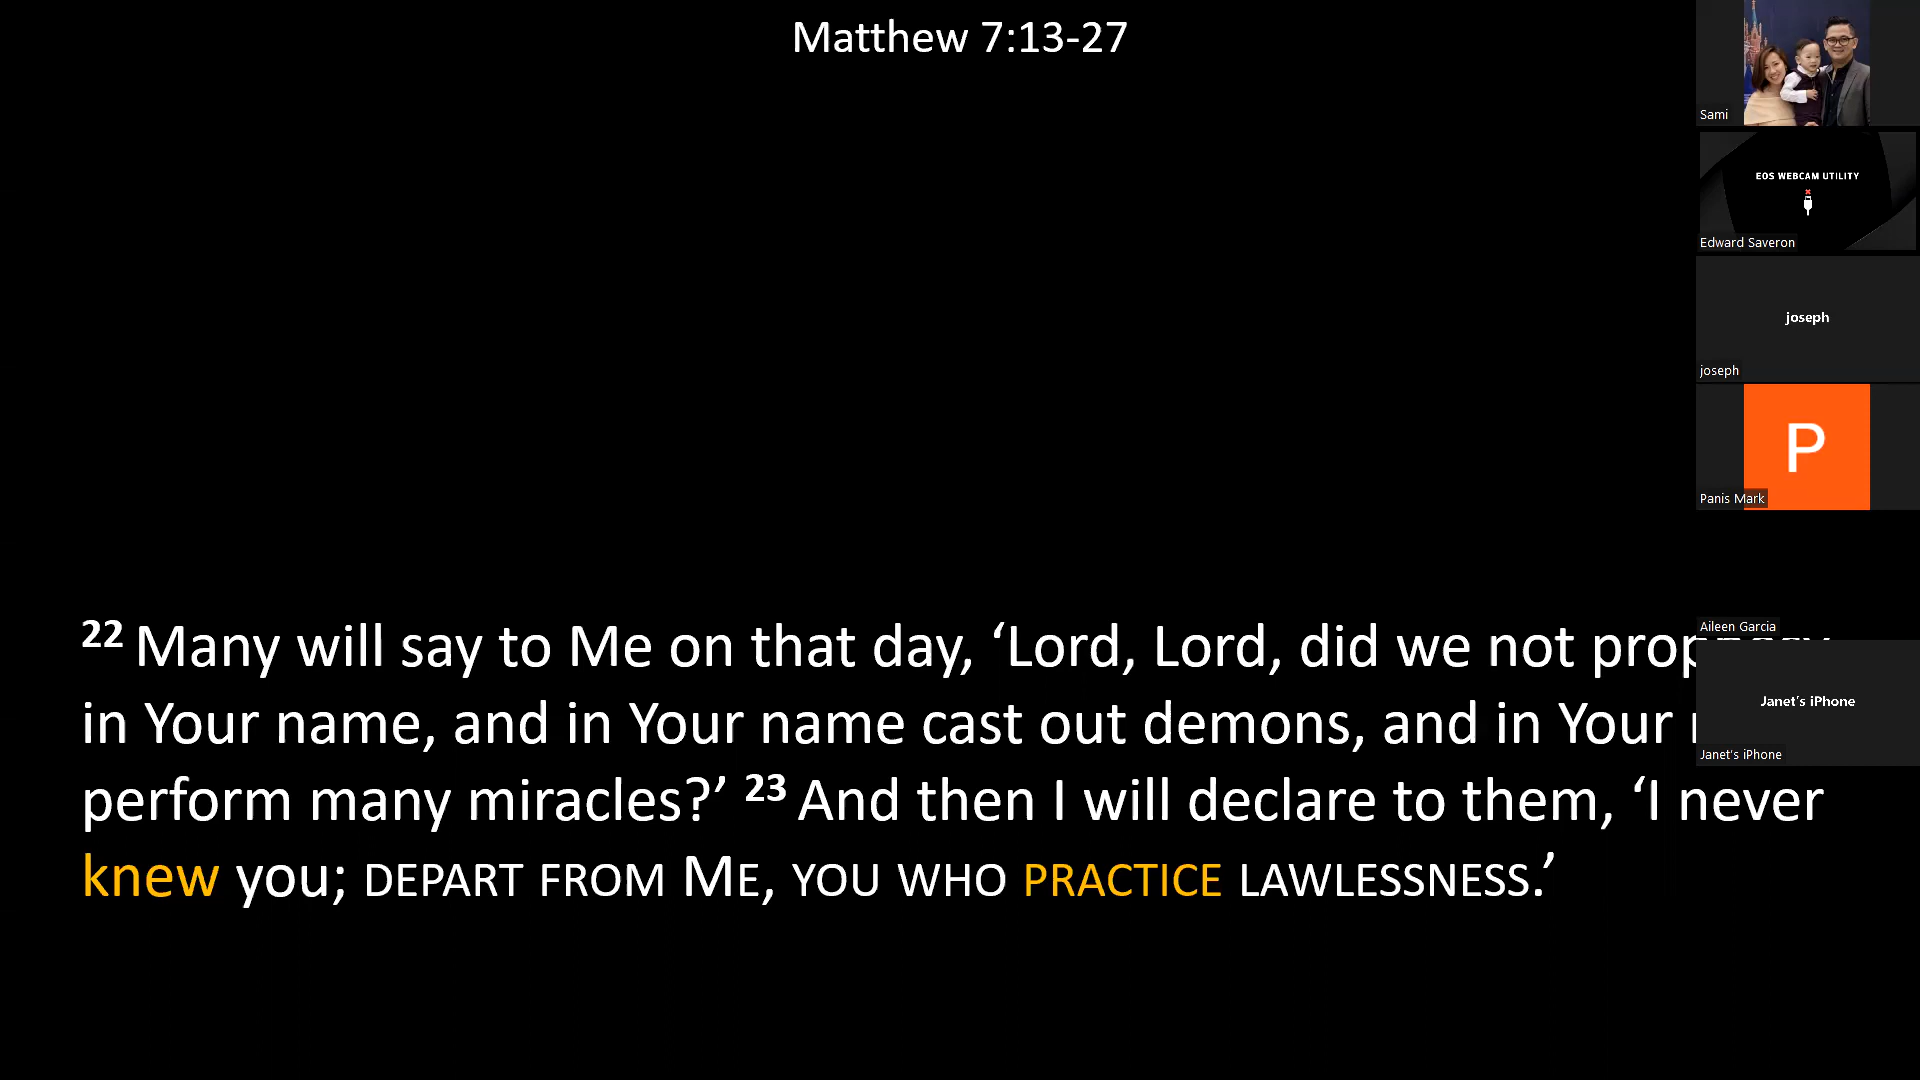 Matthew 7:13-27
Sami
EOS WEBCAM UTILITY
Edward Saveron
joseph
joseph
P
Panis Mark
Aileen Garcia
22 Many will say to Me on that day, ‘Lord, Lord, did we not
in Your name, and in Your name cast out demons, and in Your
perform many miracles?’ 23 And then I will declare to them, ‘I never
knew you; DEPART FROM ME, YOU WHO PRACTICE LAWLESSNESS.’
Janet's iPhone
Janet's iPhone